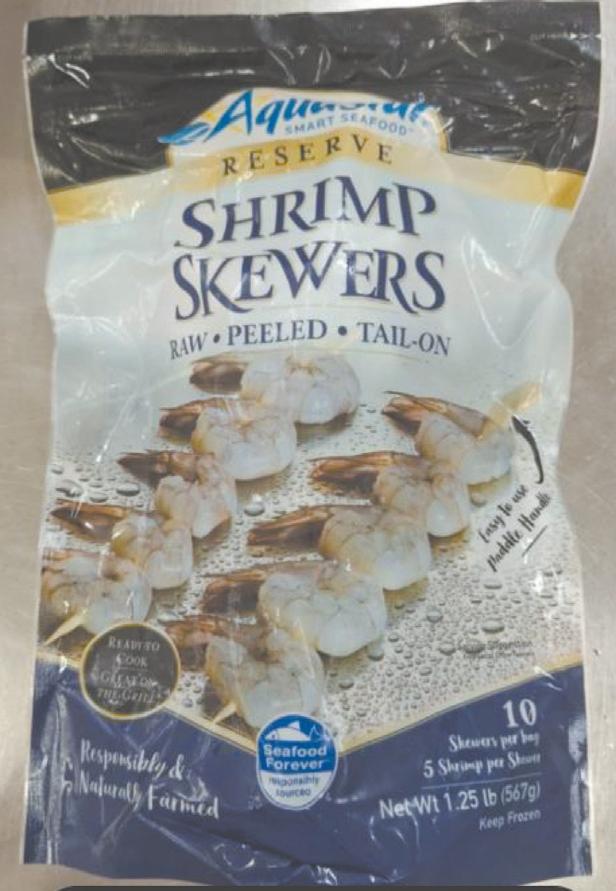 AquaStar
SMART SEAFOOD
RESERVE
SHRIMP
SKEWERS
RAW • PEELED • TAIL-ON
Easy to use
Paddle Handle
READY TO
COOK
GREAT ON
THE GRILL
10
Skewers per bag
5 Shrimp per Skewer
Responsibly &
Naturally Farmed
Seafood
Forever
responsibly
sourced
Net Wt 1.25 lb (567g)
Keep Frozen